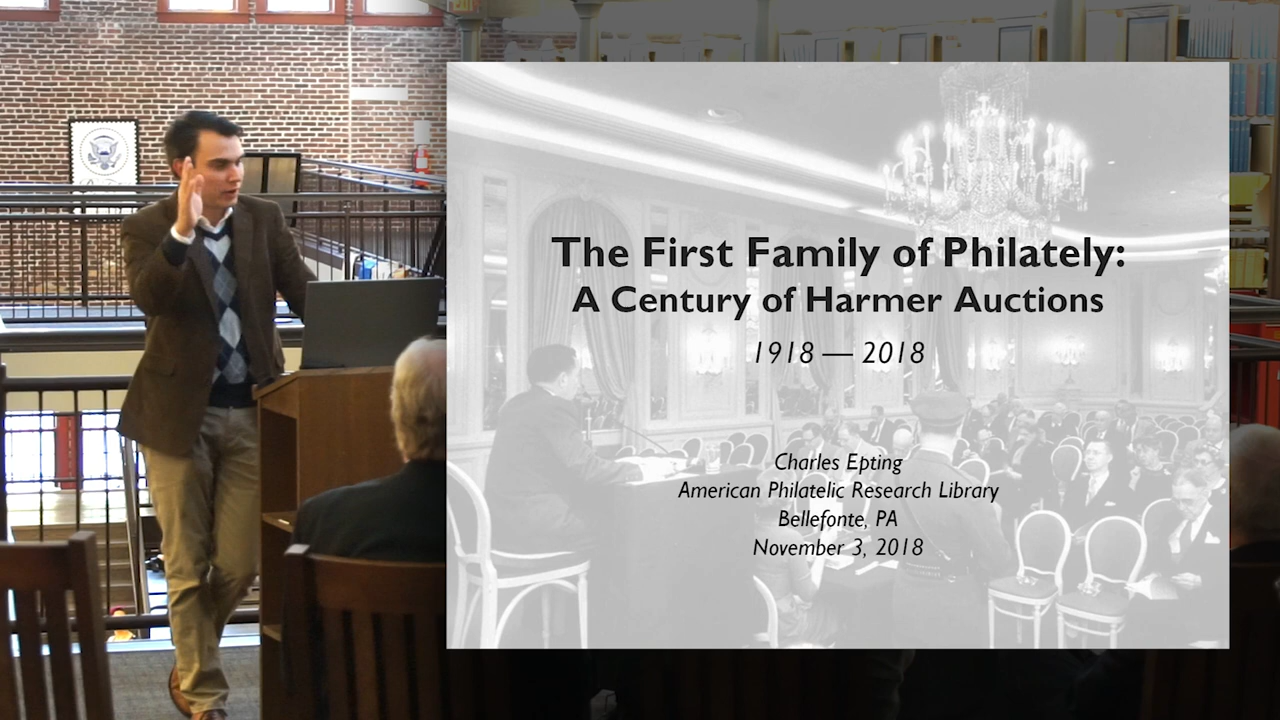 EXIT
The First Family of Philately:
A Century of Harmer Auctions
1918 — 2018
Charles Epting
American Philatelic Research Library
Bellefonte, PA
November 3, 2018